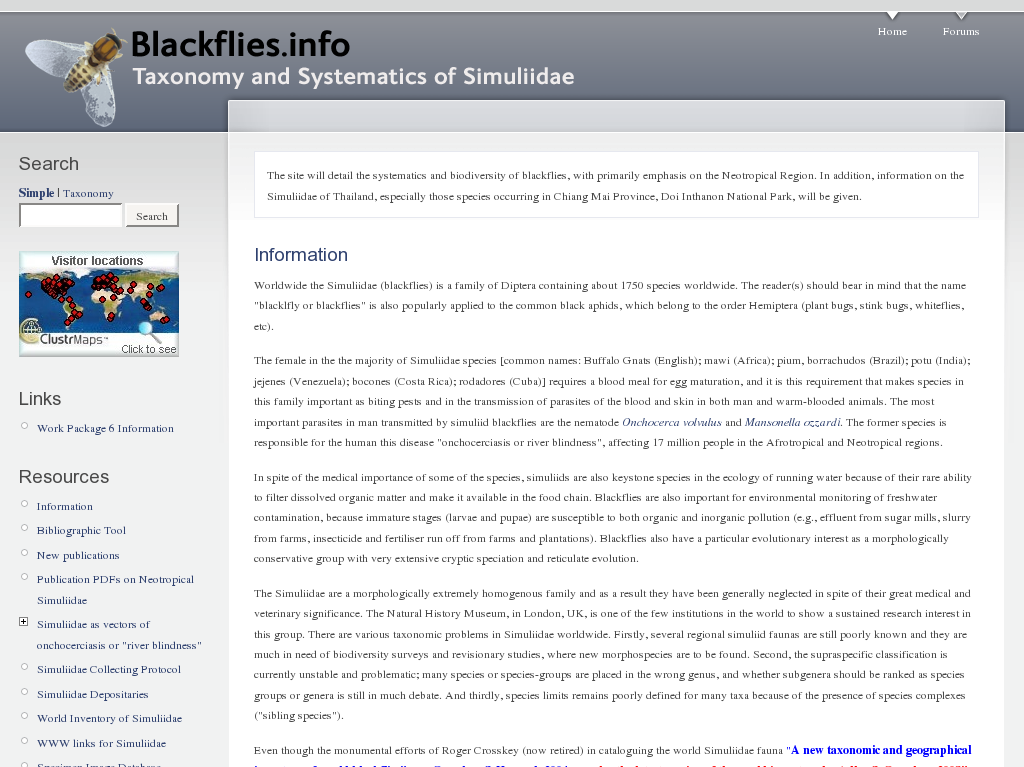 Home
Forums
Blackflies.info
Taxonomy and Systematics of Simuliidae
Search
Simple | Taxonomy
Search
Visitor locations
ClustrMaps™
Click to see
Links
Work Package 6 Information
Resources
Information
Bibliographic Tool
New publications
Publication PDFs on Neotropical
Simuliidae
Simuliidae as vectors of
onchocerciasis or "river blindness"
Simuliidae Collecting Protocol
Simuliidae Depositaries
World Inventory of Simuliidae
WWW links for Simuliidae
Specimen Image Database
The site will detail the systematics and biodiversity of blackflies, with primarily emphasis on the Neotropical Region. In addition, information on the
Simuliidae of Thailand, especially those species occurring in Chiang Mai Province, Doi Inthanon National Park, will be given.
Information
Worldwide the Simuliidae (blackflies) is a family of Diptera containing about 1750 species worldwide. The reader(s) should bear in mind that the name
"blacklfly or blackflies" is also popularly applied to the common black aphids, which belong to the order Hemiptera (plant bugs, stink bugs, whiteflies,
etc).
The female in the the majority of Simuliidae species [common names: Buffalo Gnats (English); mawi (Africa); pium, borrachudos (Brazil); potu (India);
jejenes (Venezuela); bocones (Costa Rica); rodadores (Cuba)] requires a blood meal for egg maturation, and it is this requirement that makes species in
this family important as biting pests and in the transmission of parasites of the blood and skin in both man and warm-blooded animals. The most
important parasites in man transmitted by simuliid blackflies are the nematode Onchocerca volvulus and Mansonella ozzardi. The former species is
responsible for the human this disease "onchocerciasis or river blindness", affecting 17 million people in the Afrotropical and Neotropical regions.
In spite of the medical importance of some of the species, simuliids are also keystone species in the ecology of running water because of their rare ability
to filter dissolved organic matter and make it available in the food chain. Blackflies are also important for environmental monitoring of freshwater
contamination, because immature stages (larvae and pupae) are susceptible to both organic and inorganic pollution (e.g., effluent from sugar mills, slurry
from farms, insecticide and fertiliser run off from farms and plantations). Blackflies also have a particular evolutionary interest as a morphologically
conservative group with very extensive cryptic speciation and reticulate evolution.
The Simuliidae are a morphologically extremely homogenous family and as a result they have been generally neglected in spite of their great medical and
veterinary significance. The Natural History Museum, in London, UK, is one of the few institutions in the world to show a sustained research interest in
this group. There are various taxonomic problems in Simuliidae worldwide. Firstly, several regional simuliid faunas are still poorly known and they are
much in need of biodiversity surveys and revisionary studies, where new morphospecies are to be found. Second, the supraspecific classification is
currently unstable and problematic; many species or species-groups are placed in the wrong genus, and whether subgenera should be ranked as species
groups or genera is still in much debate. And thirdly, species limits remains poorly defined for many taxa because of the presence of species complexes
("sibling species").
Even though the monumental efforts of Roger Crosskey (now retired) in cataloguing the world Simuliidae fauna "A new taxonomic and geographical